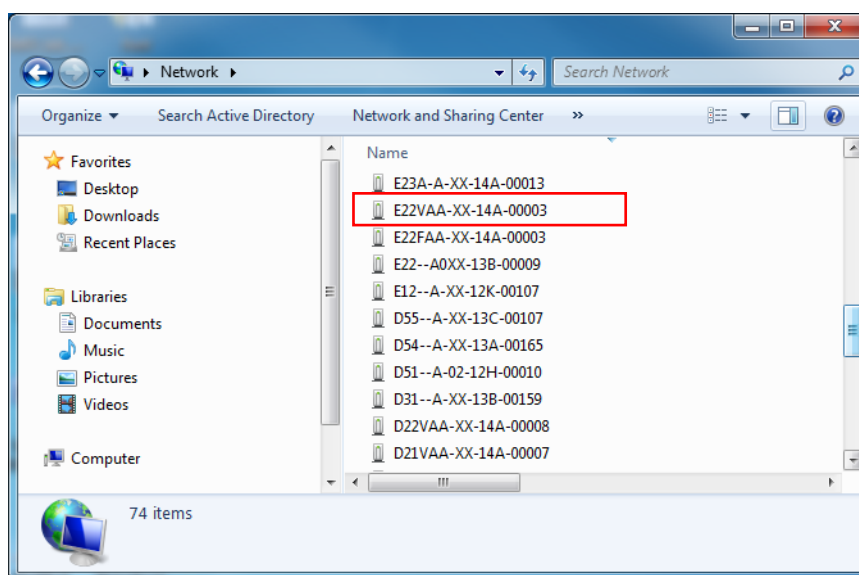 Network
Search Network
Organize
Search Active Directory
Network and Sharing Center
»
Favorites
Desktop
Downloads
Recent Places
Libraries
Documents
Music
Pictures
Videos
Computer
Name
E23A-A-XX-14A-00013
E22VAA-XX-14A-00003
E22FAA-XX-14A-00003
E22--A0XX-13B-00009
E12--A-XX-12K-00107
D55--A-XX-13C-00107
D54--A-XX-13A-00165
D51--A-02-12H-00010
D31--A-XX-13B-00159
D22VAA-XX-14A-00008
D21VAA-XX-14A-00007
74 items